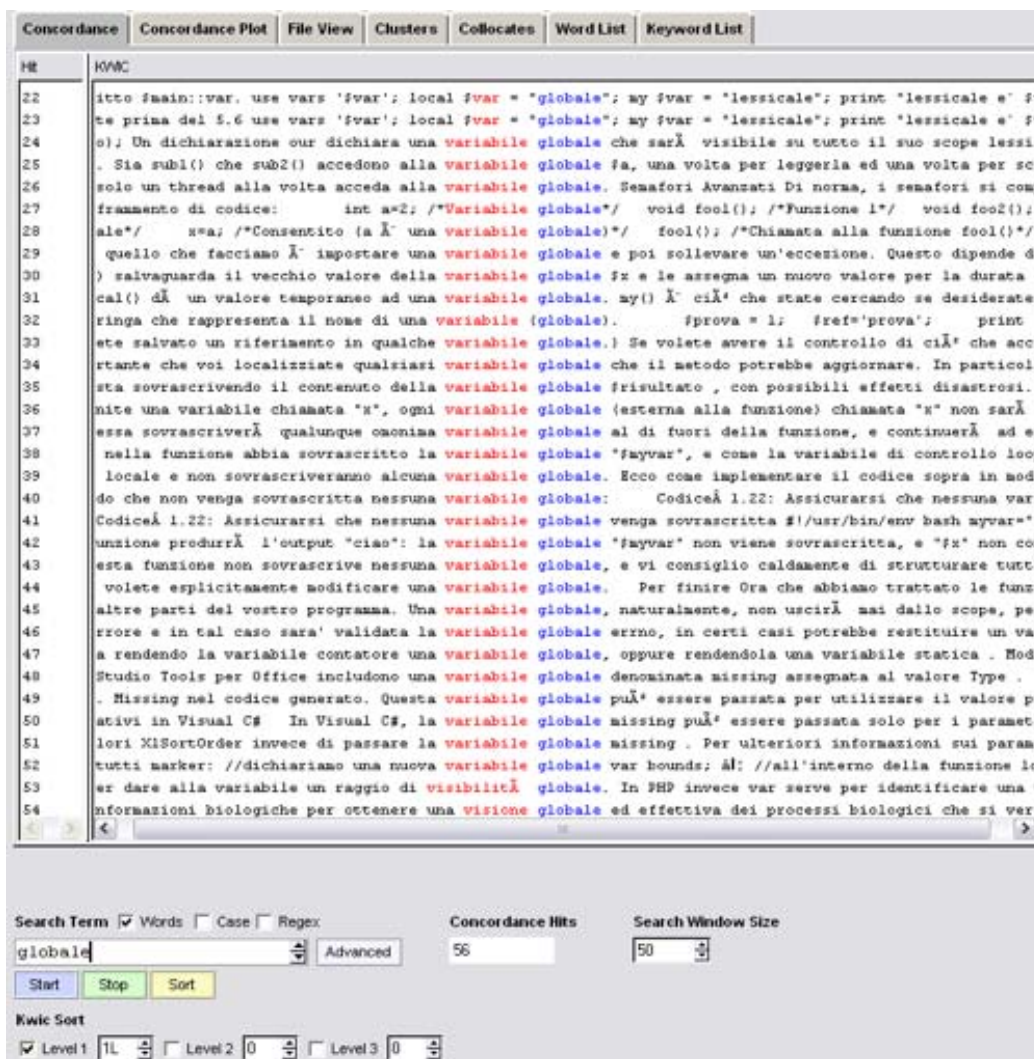 Concordance Concordance Plot File View Clusters Collocates Word List Keyword List
Hit KWIC
22 itto $main::var. use vars '$var'; local $var = "globale"; my $var = "lessicale"; print "lessicale e' $
23 te prima del 5.6 use vars '$var'; local $var = "globale"; my $var = "lessicale"; print "lessicale e' $
24 o); Un dichiarazione our dichiara una variabile globale che sarÃ visibile su tutto il suo scope lessi
25 . Sia sub1() che sub2() accedono alla variabile globale $a, una volta per leggerla ed una volta per sc
26 solo un thread alla volta acceda alla variabile globale. Semafori Avanzati Di norma, i semafori si com
27 frammento di codice: int a=2; /*Variabile globale*/ void foo1(); /*Funzione 1*/ void foo2();
28 ale*/ x=a; /*Consentito (a Ã¨ una variabile globale)*/ foo1(); /*Chiamata alla funzione foo1()*/
29 quello che facciamo Ã¨ impostare una variabile globale e poi sollevare un'eccezione. Questo dipende d
30 ) salvaguarda il vecchio valore della variabile globale $x e le assegna un nuovo valore per la durata
31 cal() dÃ un valore temporaneo ad una variabile globale. my() Ã¨ ciÃ² che state cercando se desiderate
32 ringa che rappresenta il nome di una variabile (globale). $prova = 1; $ref='prova'; print
33 ete salvato un riferimento in qualche variabile globale.) Se volete avere il controllo di ciÃ² che acc
34 rtante che voi localizziate qualsiasi variabile globale che il metodo potrebbe aggiornare. In particol
35 sta sovrascrivendo il contenuto della variabile globale $risultato , con possibili effetti disastrosi.
36 nite una variabile chiamata "x", ogni variabile globale (esterna alla funzione) chiamata "x" non sarÃ
37 essa sovrascriverÃ qualunque omonima variabile globale al di fuori della funzione, e continuerÃ ad e
38 nella funzione abbia sovrascritto la variabile globale "$myvar", e come la variabile di controllo loo
39 locale e non sovrascriveranno alcuna variabile globale. Ecco come implementare il codice sopra in mod
40 do che non venga sovrascritta nessuna variabile globale: CodiceÂ 1.22: Assicurarsi che nessuna var
41 CodiceÂ 1.22: Assicurarsi che nessuna variabile globale venga sovrascritta #!/usr/bin/env bash myvar="
42 unzione produrrÃ l'output "ciao": la variabile globale "$myvar" non viene sovrascritta, e "$x" non co
43 esta funzione non sovrascrive nessuna variabile globale, e vi consiglio caldamente di strutturare tutt
44 volete esplicitamente modificare una variabile globale. Per finire Ora che abbiamo trattato le funz
45 altre parti del vostro programma. Una variabile globale, naturalmente, non uscirÃ mai dallo scope, pe
46 rrore e in tal caso sara' validata la variabile globale errno, in certi casi potrebbe restituire un va
47 a rendendo la variabile contatore una variabile globale, oppure rendendola una variabile statica . Mod
48 Studio Tools per Office includono una variabile globale denominata missing assegnata al valore Type .
49 . Missing nel codice generato. Questa variabile globale puÃ² essere passata per utilizzare il valore p
50 ativi in Visual C# In Visual C#, la variabile globale missing puÃ² essere passata solo per i paramet
51 lori XlSortOrder invece di passare la variabile globale missing . Per ulteriori informazioni sui param
52 tutti marker: //dichiariamo una nuova variabile globale var bounds; //all'interno della funzione lo
53 er dare alla variabile un raggio di visibilitÃ globale. In PHP invece var serve per identificare una
54 nformazioni biologiche per ottenere una visione globale ed effettiva dei processi biologici che si ver
Search Term Words Case Regex Concordance Hits Search Window Size
globale Advanced 56 50
Start Stop Sort
Kwic Sort
Level 1 1L Level 2 0 Level 3 0